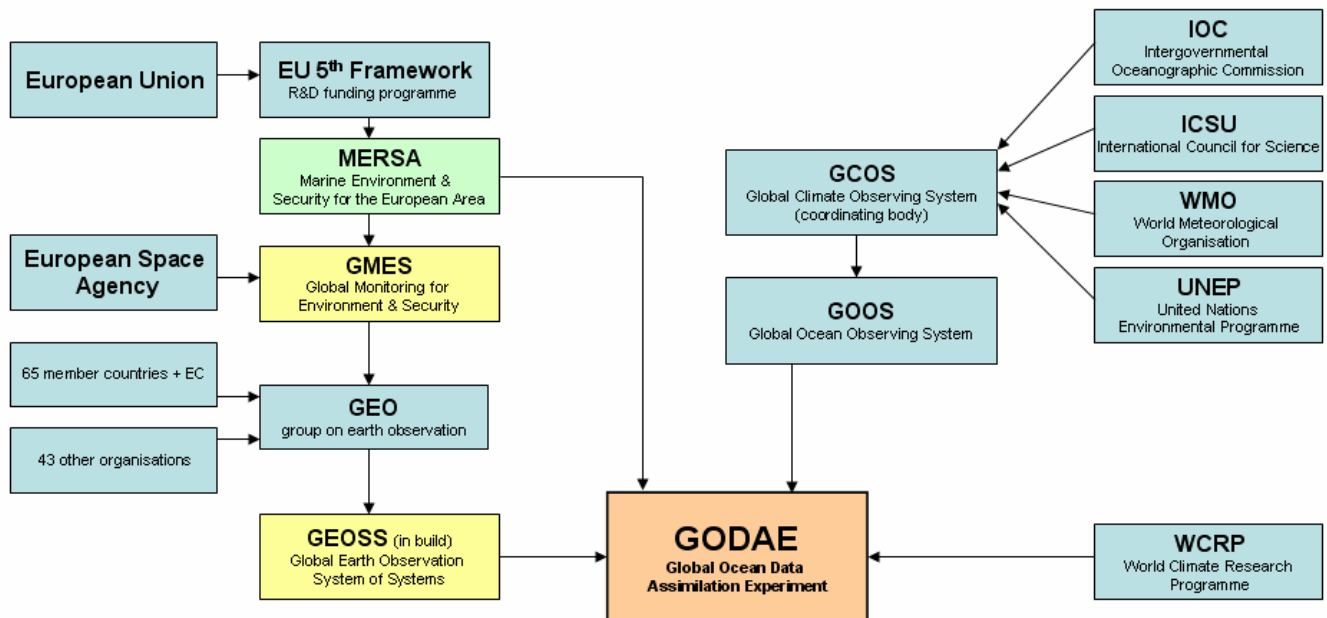 European Union
EU 5th Framework
R&D funding programme
MERSA
Marine Environment &
Security for the European Area
European Space
Agency
GMES
Global Monitoring for
Environment & Security
65 member countries + EC
43 other organisations
GEO
group on earth observation
GEOSS (in build)
Global Earth Observation
System of Systems
GODAE
Global Ocean Data
Assimilation Experiment
GCOS
Global Climate Observing System
(coordinating body)
GOOS
Global Ocean Observing System
IOC
Intergovernmental
Oceanographic Commission
ICSU
International Council for Science
WMO
World Meteorological
Organisation
UNEP
United Nations
Environmental Programme
WCRP
World Climate Research
Programme